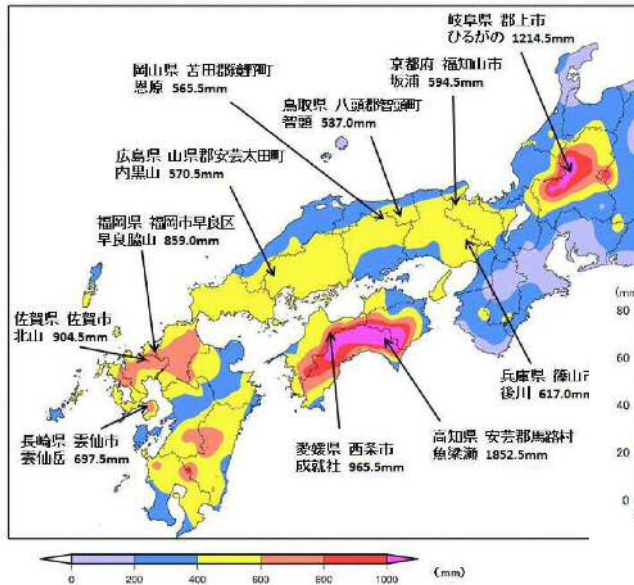 岐阜県 郡上市
ひるがの 1214.5mm
岡山県 苫田郡鏡野町
恩原 565.5mm
京都府 福知山市
坂浦 594.5mm
鳥取県 八頭郡智頭町
智頭 587.0mm
広島県 山県郡安芸太田町
内黒山 570.5mm
福岡県 福岡市早良区
早良脇山 859.0mm
佐賀県 佐賀市
北山 904.5mm
長崎県 雲仙市
雲仙岳 697.5mm
愛媛県 西条市
成就社 965.5mm
高知県 安芸郡馬路村
魚梁瀬 1852.5mm
兵庫県 篠山市
後川 617.0mm
(mm
80
60
40
20
0
0 200 400 600 800 1000 (mm)